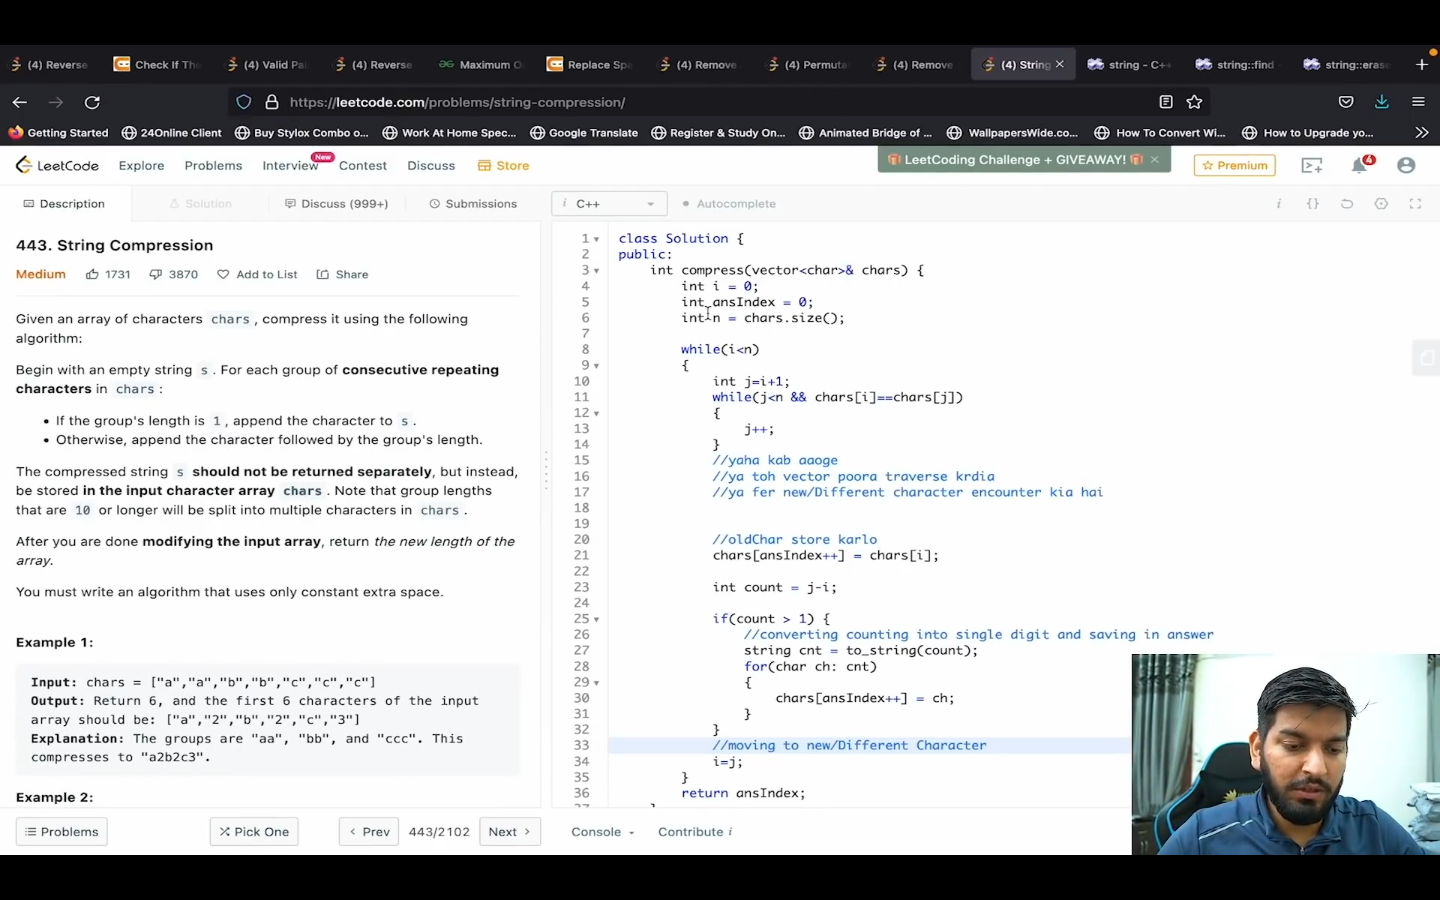 (4) Reverse
Check If The
(4) Valid Pal
(4) Reverse
Maximum O
Replace Spa
(4) Remove
(4) Permuta
(4) Remove
(4) String
string - C++
string::find
string::eras
https://leetcode.com/problems/string-compression/
Getting Started
24Online Client
Buy Stylox Combo o...
Work At Home Spec...
Google Translate
Register & Study On...
Animated Bridge of ...
WallpapersWide.co...
How To Convert Wi...
How to Upgrade yo...
LeetCode
Explore
Problems
Interview
New
Contest
Discuss
Store
LeetCoding Challenge + GIVEAWAY!
Premium
4
Description
Solution
Discuss (999+)
Submissions
i C++
Autocomplete
i {}
443. String Compression
Medium 1731 3870 Add to List Share
Given an array of characters chars, compress it using the following
algorithm:
Begin with an empty string s. For each group of consecutive repeating
characters in chars:
• If the group's length is 1, append the character to s.
• Otherwise, append the character followed by the group's length.
The compressed string s should not be returned separately, but instead,
be stored in the input character array chars. Note that group lengths
that are 10 or longer will be split into multiple characters in chars.
After you are done modifying the input array, return the new length of the
array.
You must write an algorithm that uses only constant extra space.
Example 1:
Input: chars = ["a","a","b","b","c","c","c"]
Output: Return 6, and the first 6 characters of the input
array should be: ["a","2","b","2","c","3"]
Explanation: The groups are "aa", "bb", and "ccc". This
compresses to "a2b2c3".
Example 2:
1 class Solution {
2 public:
3 int compress(vector<char>& chars) {
4 int i = 0;
5 int ansIndex = 0;
6 int n = chars.size();
7
8 while(i<n)
9 {
10 int j=i+1;
11 while(j<n && chars[i]==chars[j])
12 {
13 j++;
14 }
15 //yaha kab aaoge
16 //ya toh vector poora traverse krdia
17 //ya fer new/Different character encounter kia hai
18
19
20 //oldChar store karlo
21 chars[ansIndex++] = chars[i];
22
23 int count = j-i;
24
25 if(count > 1) {
26 //converting counting into single digit and saving in answer
27 string cnt = to_string(count);
28 for(char ch: cnt)
29 {
30 chars[ansIndex++] = ch;
31 }
32 }
33 //moving to new/Different Character
34 i=j;
35 }
36 return ansIndex;
Problems
Pick One
Prev
443/2102
Next
Console
Contribute i